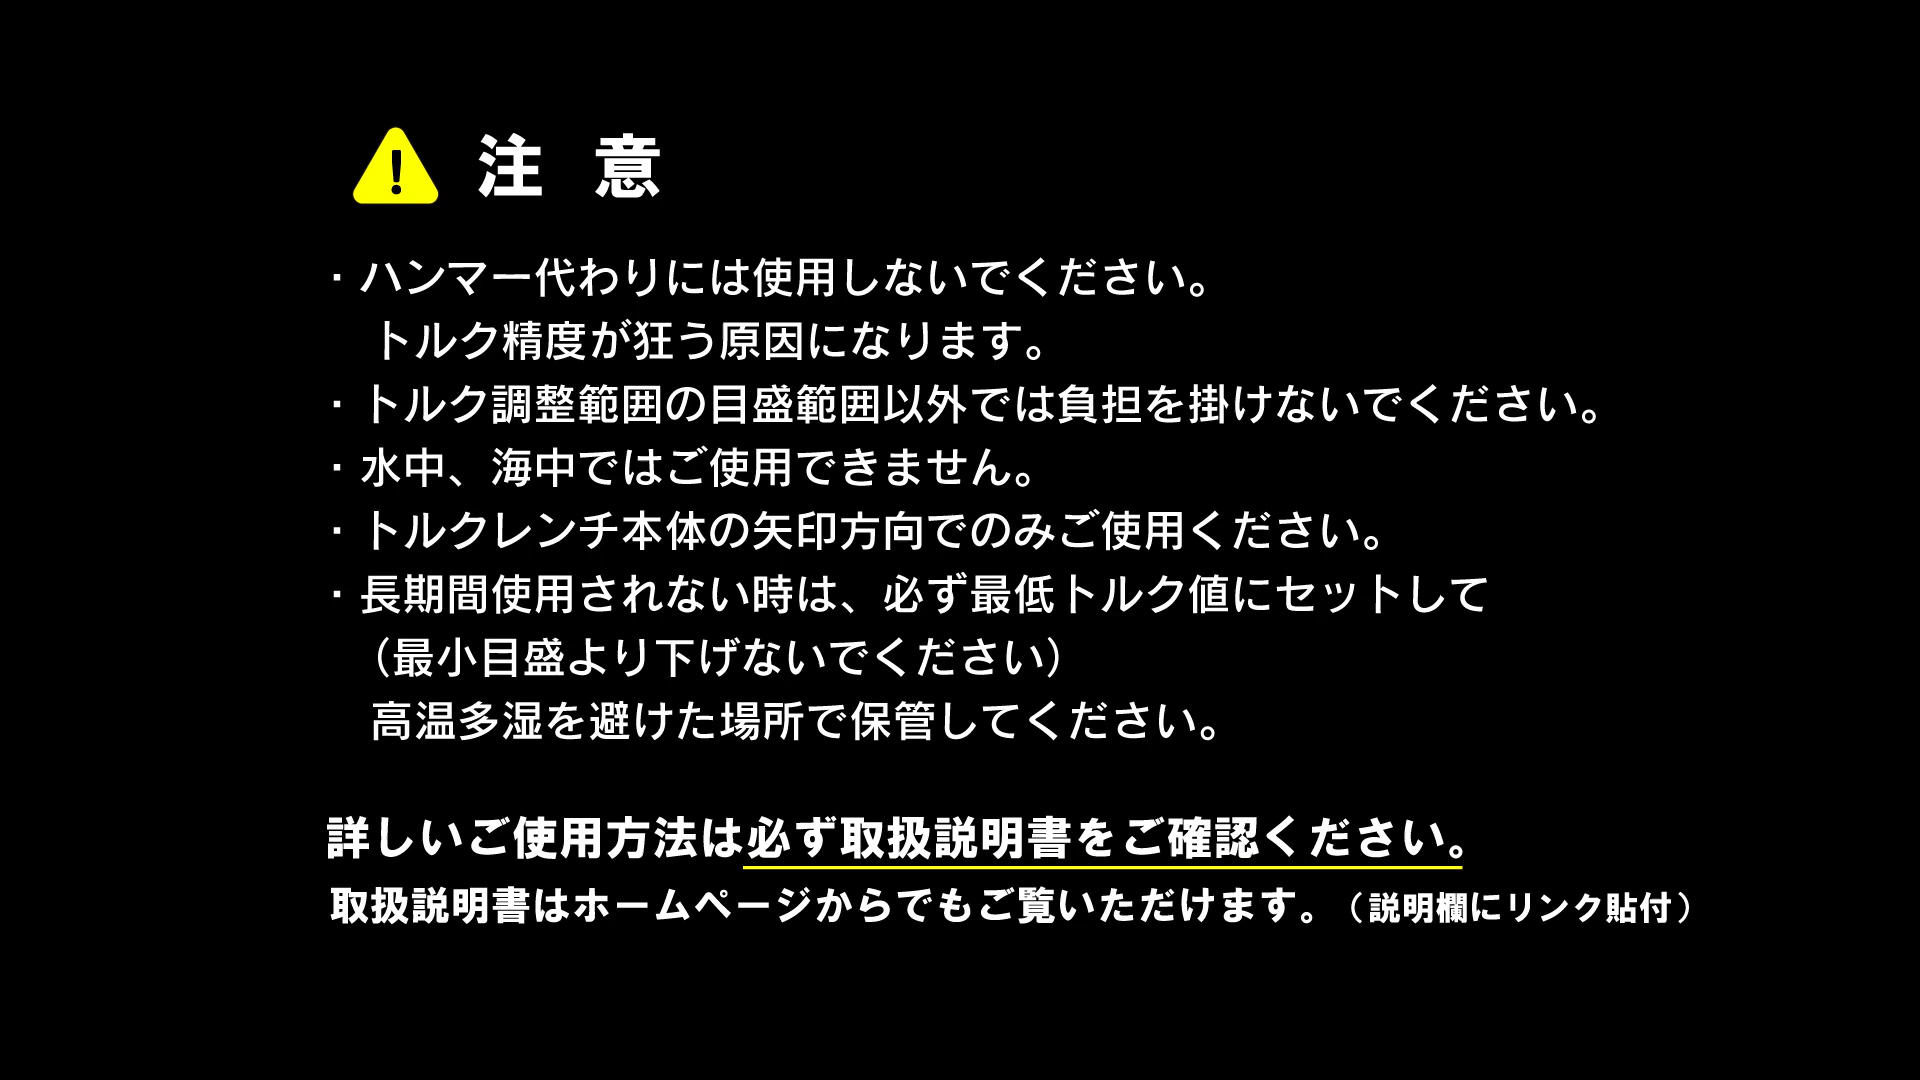 注 意
・ハンマー代わりには使用しないでください。
トルク精度が狂う原因になります。
・トルク調整範囲の目盛範囲以外では負担を掛けないでください。
・水中、海中ではご使用できません。
・トルクレンチ本体の矢印方向でのみご使用ください。
・長期間使用されない時は、必ず最低トルク値にセットして
（最小目盛より下げないでください）
高温多湿を避けた場所で保管してください。
詳しいご使用方法は必ず取扱説明書をご確認ください。
取扱説明書はホームページからでもご覧いただけます。（説明欄にリンク貼付）